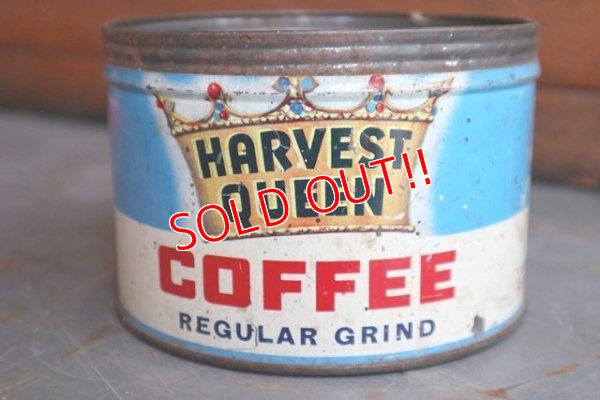 HARVEST
QUEEN
SOLD OUT!!
COFFEE
REGULAR GRIND